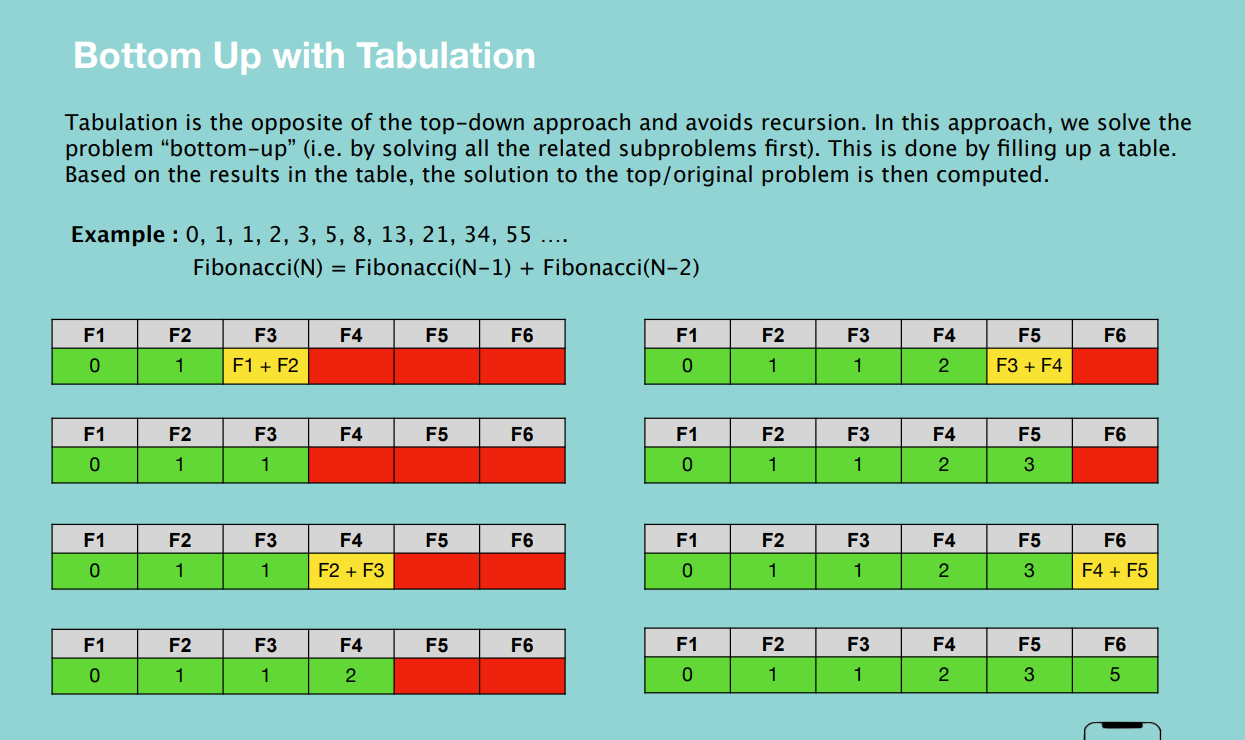 Bottom Up with Tabulation
Tabulation is the opposite of the top-down approach and avoids recursion. In this approach, we solve the
problem “bottom-up” (i.e. by solving all the related subproblems first). This is done by filling up a table.
Based on the results in the table, the solution to the top/original problem is then computed.
Example : 0, 1, 1, 2, 3, 5, 8, 13, 21, 34, 55 ....
Fibonacci(N) = Fibonacci(N-1) + Fibonacci(N-2)
F1 F2 F3 F4 F5 F6
0 1 F1 + F2
F1 F2 F3 F4 F5 F6
0 1 1
F1 F2 F3 F4 F5 F6
0 1 1 F2 + F3
F1 F2 F3 F4 F5 F6
0 1 1 2
F1 F2 F3 F4 F5 F6
0 1 1 2 F3 + F4
F1 F2 F3 F4 F5 F6
0 1 1 2 3
F1 F2 F3 F4 F5 F6
0 1 1 2 3 F4 + F5
F1 F2 F3 F4 F5 F6
0 1 1 2 3 5